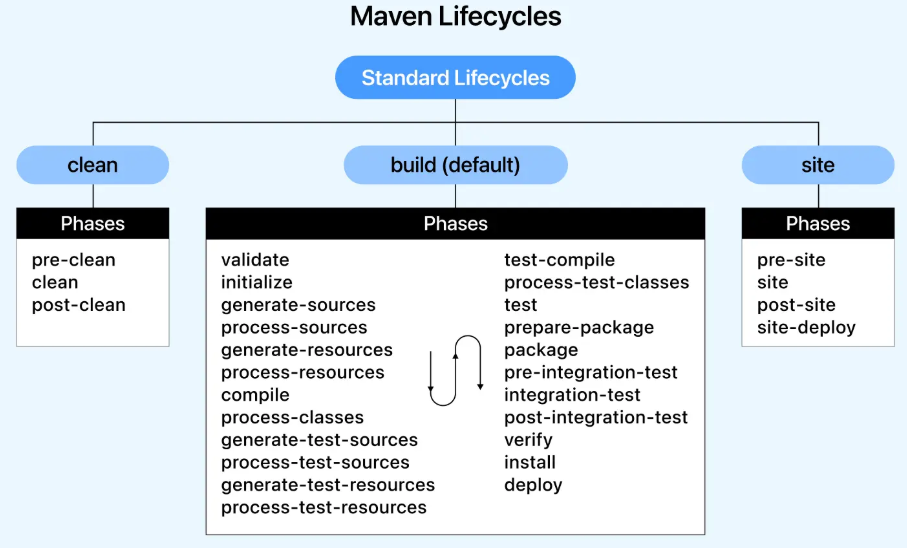 Maven Lifecycles
Standard Lifecycles
clean
Phases
pre-clean
clean
post-clean
build (default)
Phases
validate
initialize
generate-sources
process-sources
generate-resources
process-resources
compile
process-classes
generate-test-sources
process-test-sources
generate-test-resources
process-test-resources
test-compile
process-test-classes
test
prepare-package
package
pre-integration-test
integration-test
post-integration-test
verify
install
deploy
site
Phases
pre-site
site
post-site
site-deploy